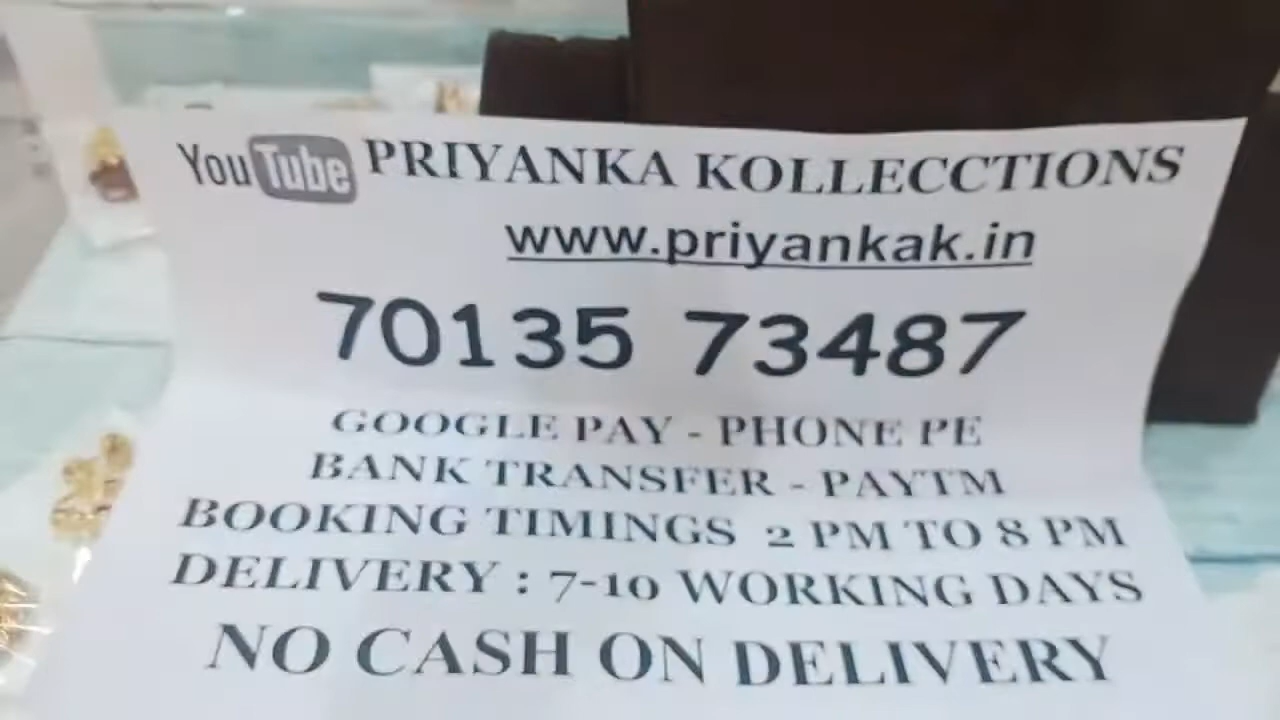 YouTube PRIYANKA KOLLECCTIONS
www.priyankak.in
70135 73487
GOOGLE PAY - PHONE PE
BANK TRANSFER - PAYTM
BOOKING TIMINGS 2 PM TO 8 PM
DELIVERY : 7-10 WORKING DAYS
NO CASH ON DELIVERY